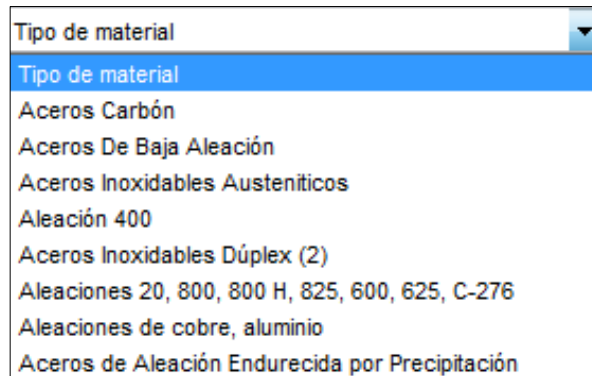 Tipo de material
Tipo de material
Aceros Carbón
Aceros De Baja Aleación
Aceros Inoxidables Austeniticos
Aleación 400
Aceros Inoxidables Dúplex (2)
Aleaciones 20, 800, 800 H, 825, 600, 625, C-276
Aleaciones de cobre, aluminio
Aceros de Aleación Endurecida por Precipitación